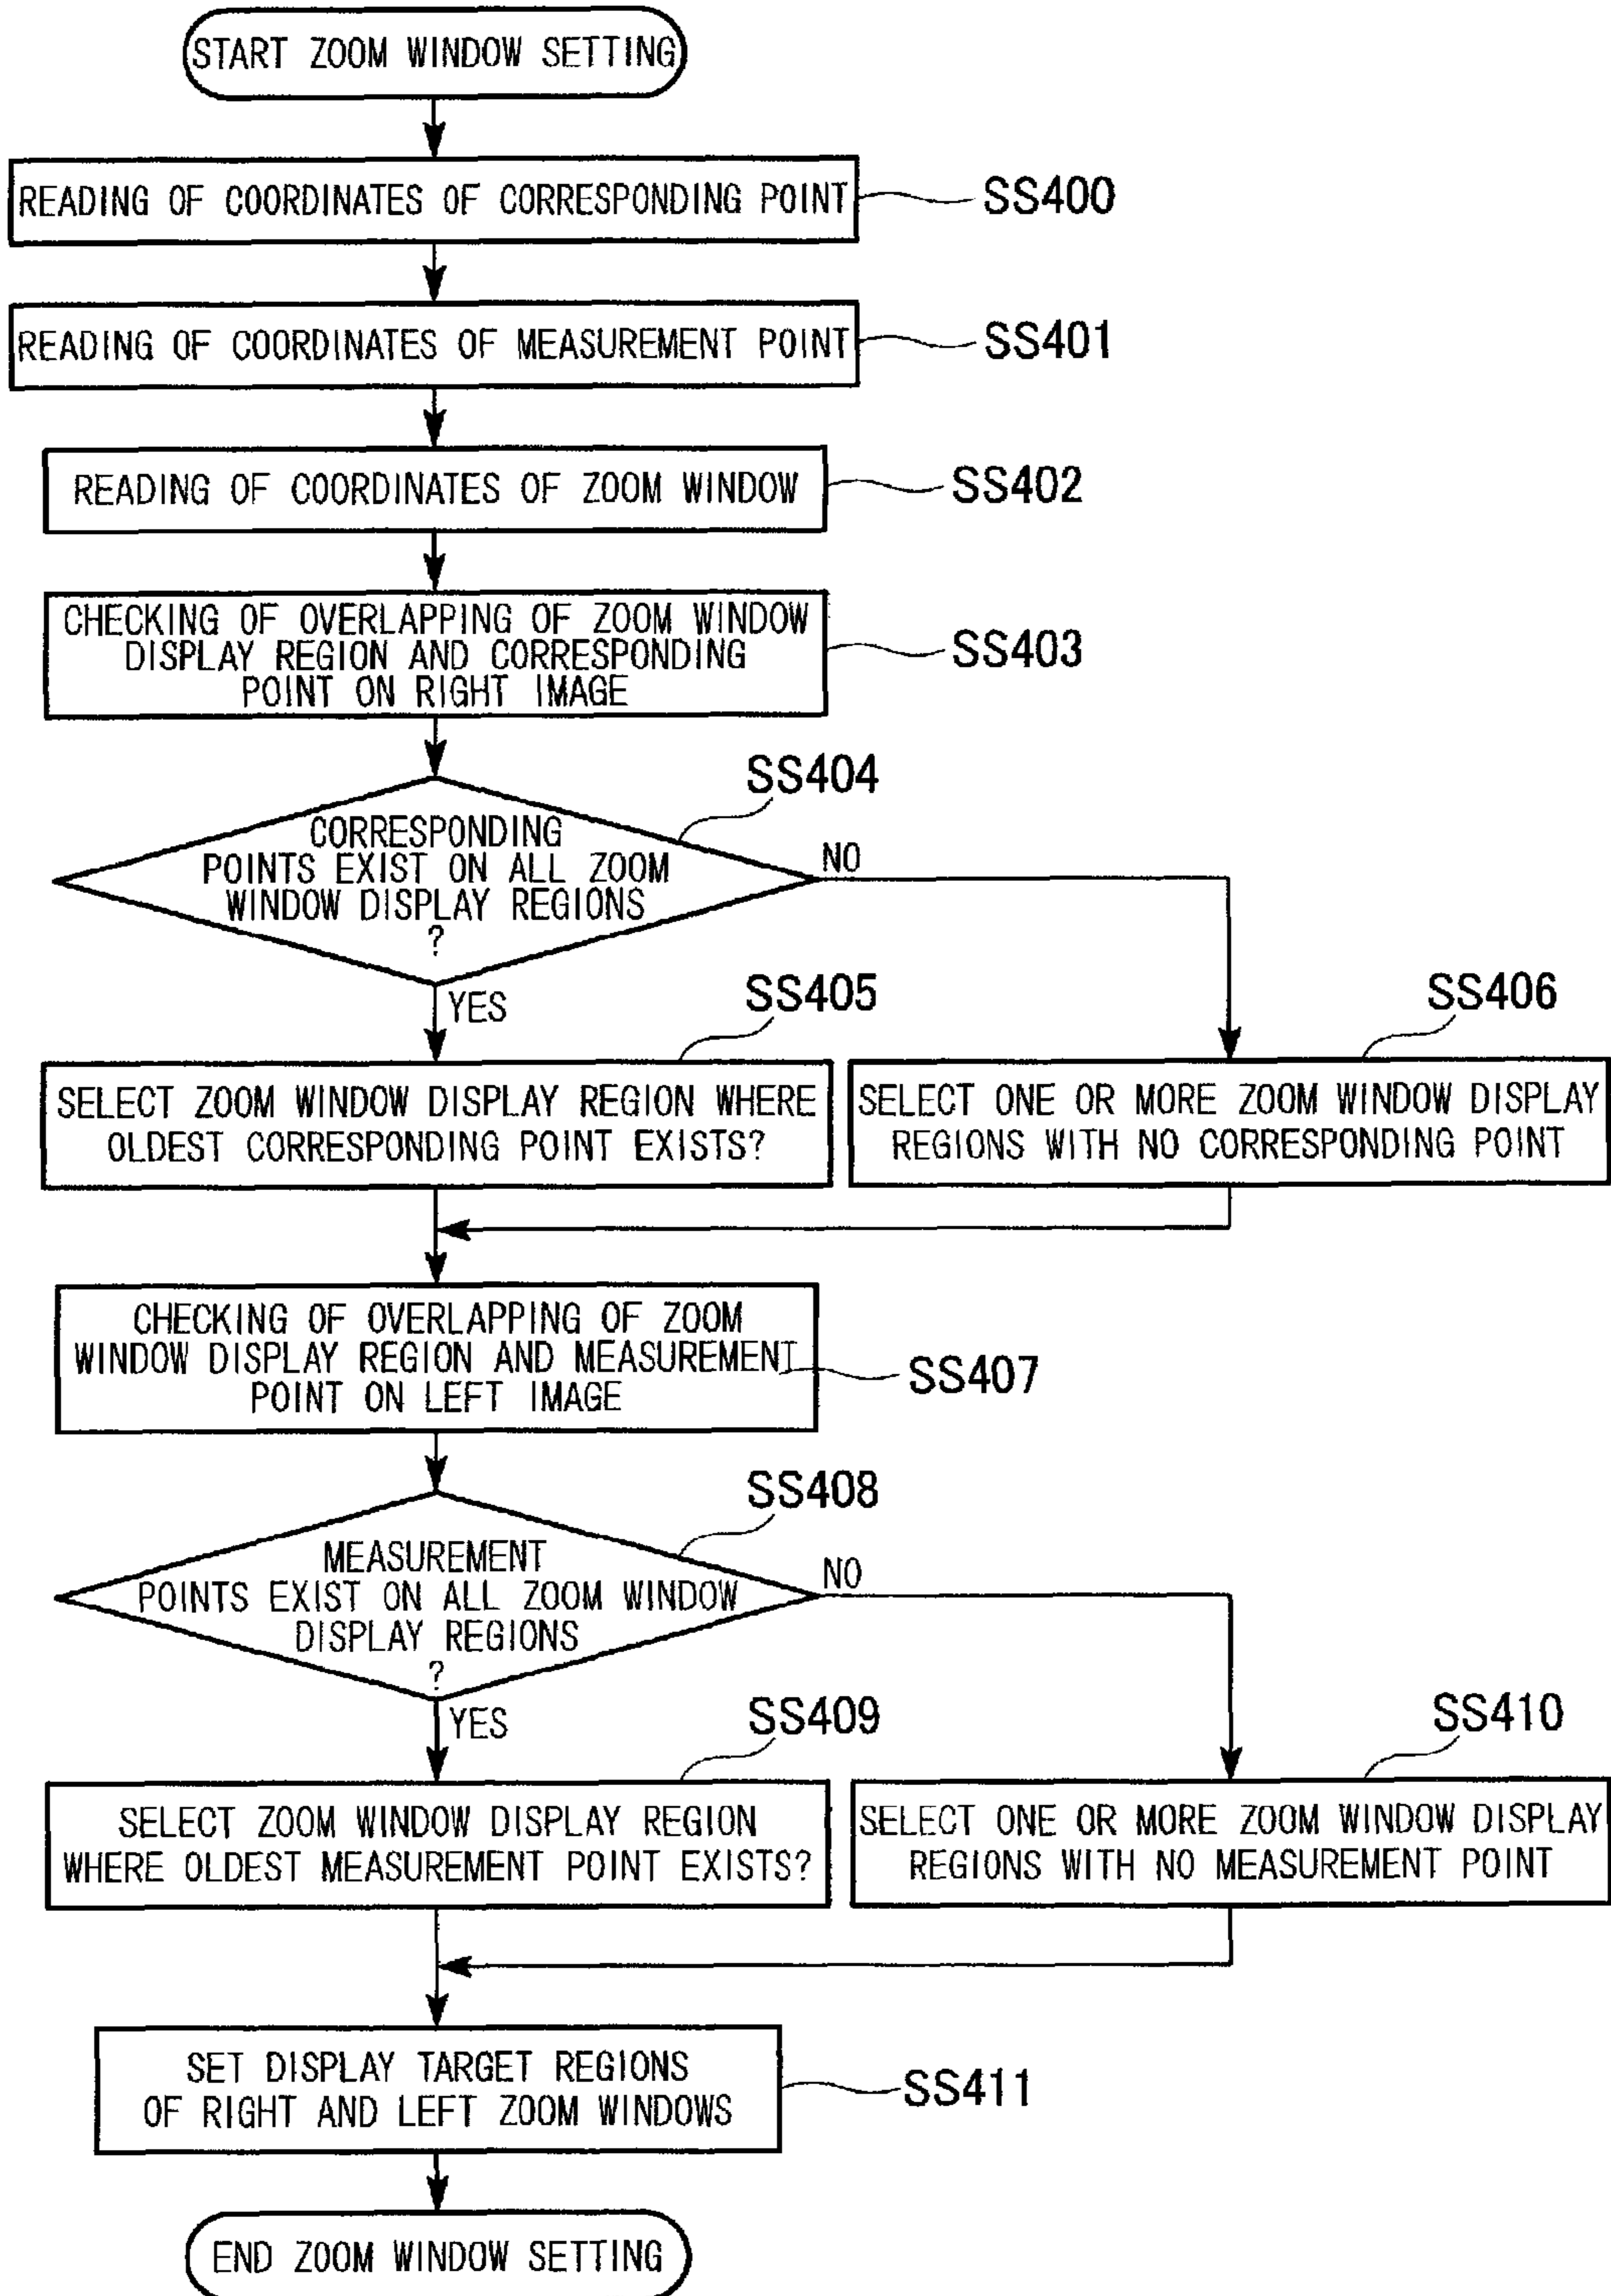 START ZOOM WINDOW SETTING
READING OF COORDINATES OF CORRESPONDING POINT
SS400
READING OF COORDINATES OF MEASUREMENT POINT
SS401
READING OF COORDINATES OF ZOOM WINDOW
SS402
CHECKING OF OVERLAPPING OF ZOOM WINDOW
DISPLAY REGION AND CORRESPONDING
POINT ON RIGHT IMAGE
SS403
SS404
CORRESPONDING
POINTS EXIST ON ALL ZOOM
WINDOW DISPLAY REGIONS
?
NO
YES
SS405
SELECT ZOOM WINDOW DISPLAY REGION WHERE
OLDEST CORRESPONDING POINT EXISTS?
SS406
SELECT ONE OR MORE ZOOM WINDOW DISPLAY
REGIONS WITH NO CORRESPONDING POINT
CHECKING OF OVERLAPPING OF ZOOM
WINDOW DISPLAY REGION AND MEASUREMENT
POINT ON LEFT IMAGE
SS407
SS408
MEASUREMENT
POINTS EXIST ON ALL ZOOM WINDOW
DISPLAY REGIONS
?
NO
YES
SS409
SELECT ZOOM WINDOW DISPLAY REGION
WHERE OLDEST MEASUREMENT POINT EXISTS?
SS410
SELECT ONE OR MORE ZOOM WINDOW DISPLAY
REGIONS WITH NO MEASUREMENT POINT
SET DISPLAY TARGET REGIONS
OF RIGHT AND LEFT ZOOM WINDOWS
SS411
END ZOOM WINDOW SETTING